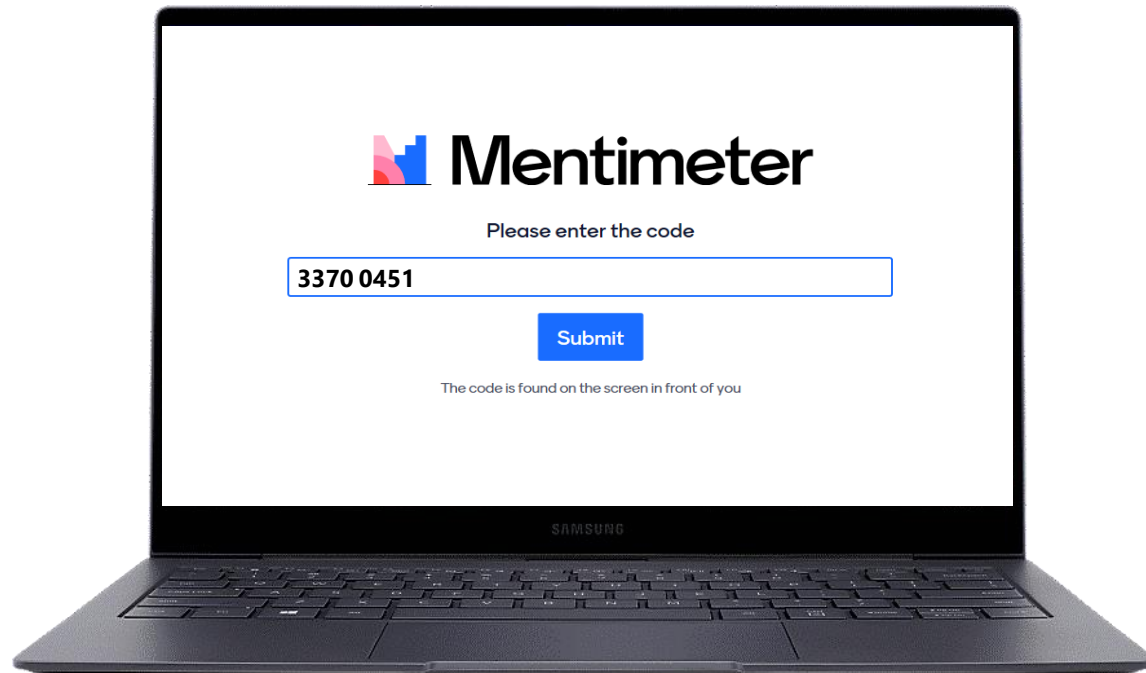 Mentimeter
Please enter the code
3370 0451
Submit
The code is found on the screen in front of you
SAMSUNG